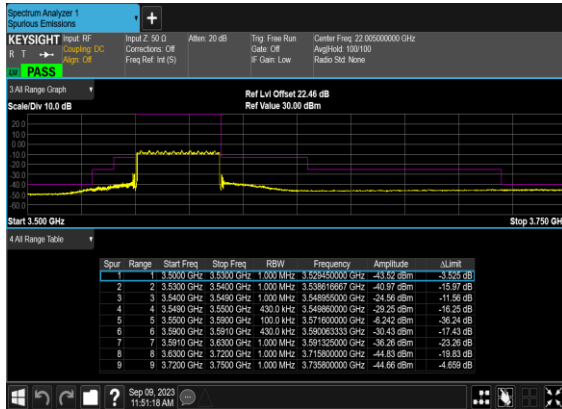 Spectrum Analyzer 1
Spurious Emissions
+
KEYSIGHT Input: RF Input Z: 50 Ω Atten: 20 dB Trig: Free Run Center Freq: 22.005000000 GHz
R T Coupling: DC Corrections: Off Gate: Off Avg|Hold: 100/100
Align: Off Freq Ref: Int (S) IF Gain: Low Radio Std: None
PASS
3 All Range Graph
Ref Lvl Offset 22.46 dB
Scale/Div 10.0 dB Ref Value 30.00 dBm
20.0
10.0
0.00
-10.0
-20.0
-30.0
-40.0
-50.0
-60.0
Start 3.500 GHz Stop 3.750 GH
4 All Range Table
Spur Range Start Freq Stop Freq RBW Frequency Amplitude ΔLimit
1 1 3.5000 GHz 3.5300 GHz 1.000 MHz 3.529450000 GHz -43.52 dBm -3.525 dB
2 2 3.5300 GHz 3.5400 GHz 1.000 MHz 3.538616667 GHz -40.97 dBm -15.97 dB
3 3 3.5400 GHz 3.5490 GHz 1.000 MHz 3.548955000 GHz -24.56 dBm -11.56 dB
4 4 3.5490 GHz 3.5500 GHz 430.0 kHz 3.549860000 GHz -29.25 dBm -16.25 dB
5 5 3.5500 GHz 3.5900 GHz 100.0 kHz 3.571600000 GHz -6.242 dBm -36.24 dB
6 6 3.5900 GHz 3.5910 GHz 430.0 kHz 3.590063333 GHz -30.43 dBm -17.43 dB
7 7 3.5910 GHz 3.6300 GHz 1.000 MHz 3.591325000 GHz -36.26 dBm -23.26 dB
8 8 3.6300 GHz 3.7200 GHz 1.000 MHz 3.715800000 GHz -44.83 dBm -19.83 dB
9 9 3.7200 GHz 3.7500 GHz 1.000 MHz 3.735800000 GHz -44.66 dBm -4.659 dB
? Sep 09, 2023
11:51:18 AM